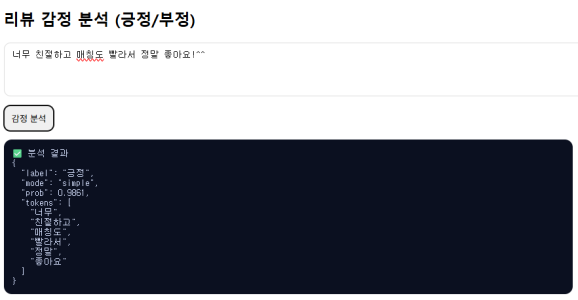 리뷰 감정 분석 (긍정/부정)
너무 친절하고 매칭도 빨라서 정말 좋아요!^^
감정 분석
✅ 분석 결과
{
  "label": "긍정",
  "mode": "simple",
  "prob": 0.9861,
  "tokens": [
    "너무",
    "친절하고",
    "매칭도",
    "빨라서",
    "정말",
    "좋아요"
  ]
}